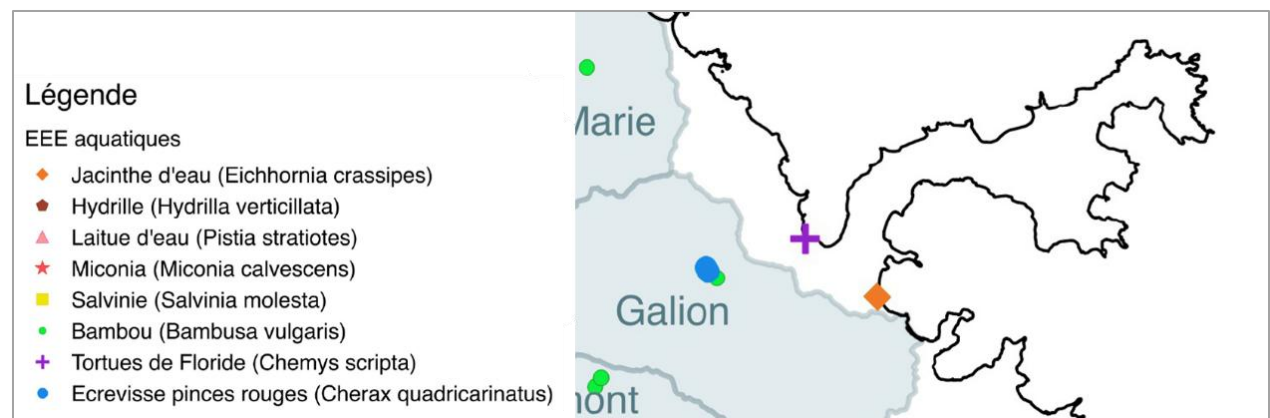 Légende
EEE aquatiques
Jacinthe d'eau (Eichhornia crassipes)
Hydrille (Hydrilla verticillata)
Laitue d'eau (Pistia stratiotes)
Miconia (Miconia calvescens)
Salvinie (Salvinia molesta)
Bambou (Bambusa vulgaris)
Tortues de Floride (Chemys scripta)
Ecrevisse pinces rouges (Cherax quadricarinatus)
Marie
Galion
mont